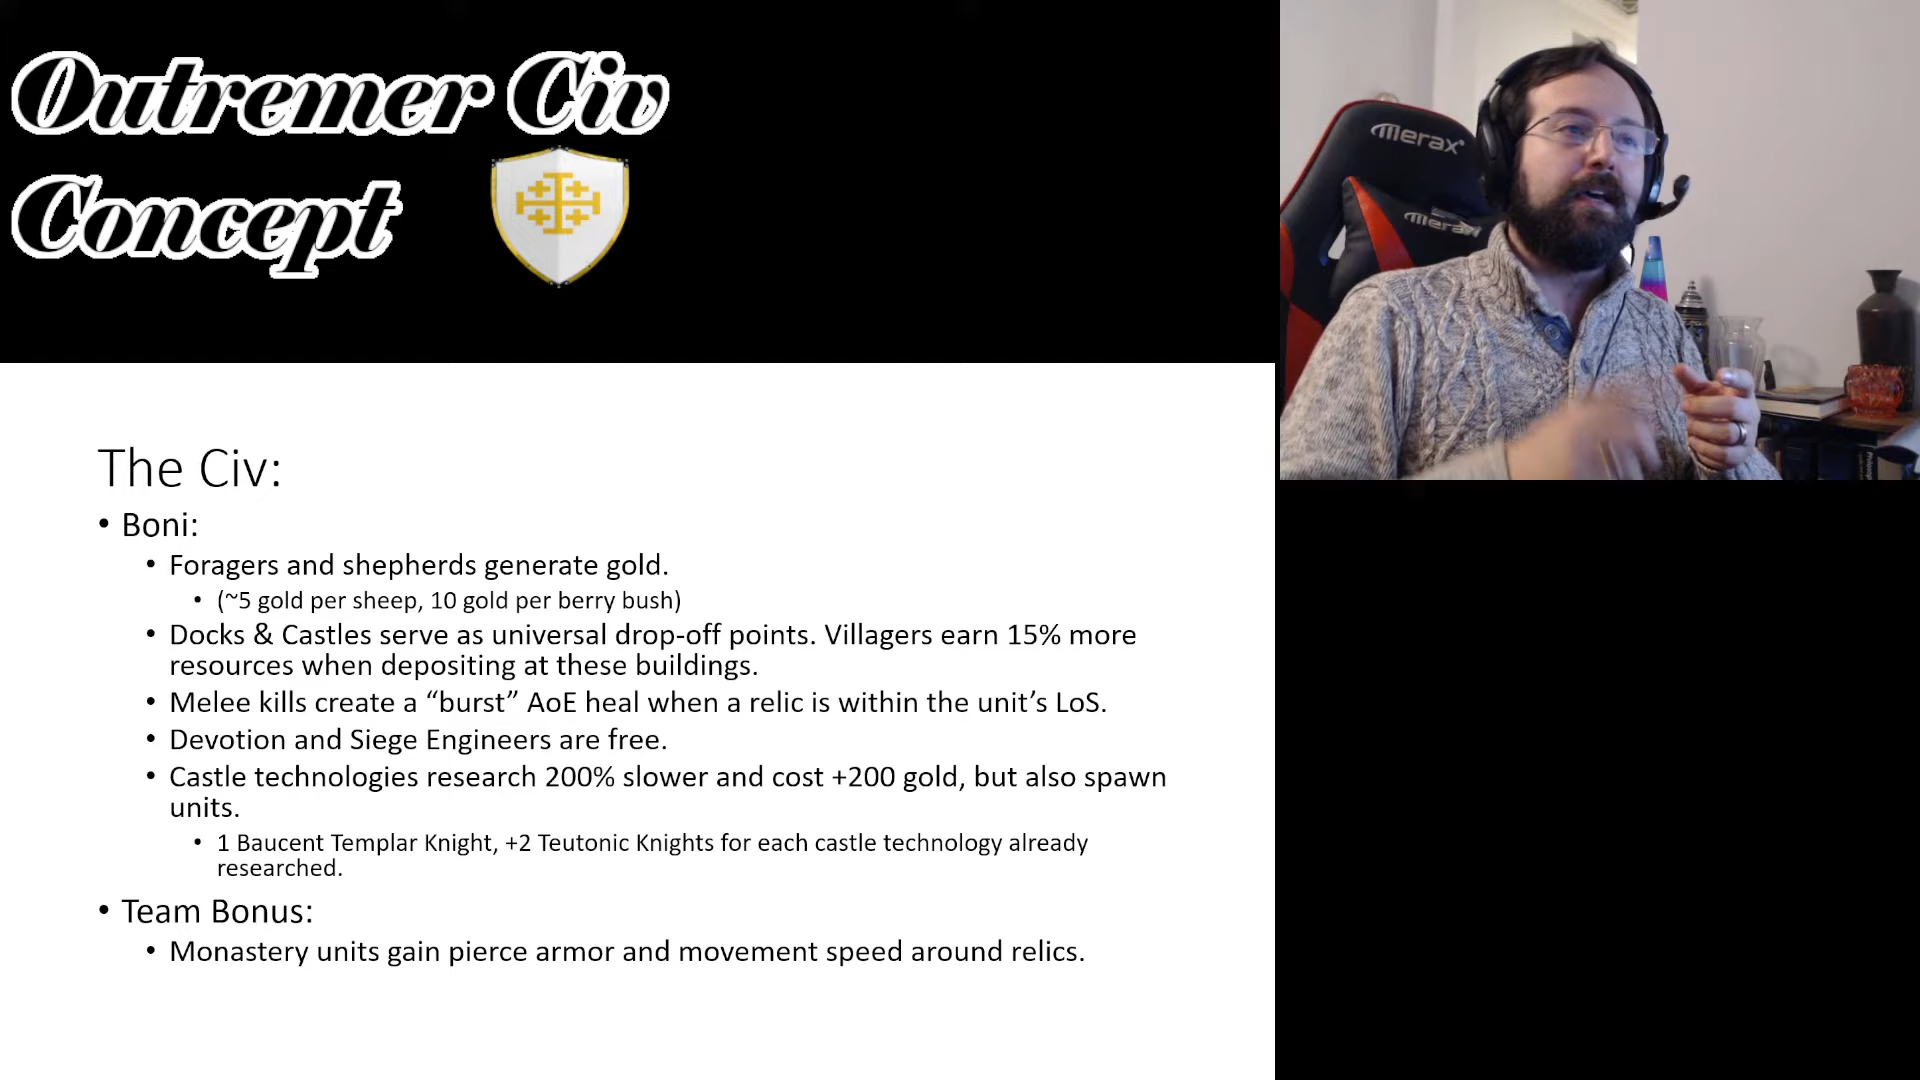 Outremer Civ
Concept
merax
merax
The Civ:
• Boni:
• Foragers and shepherds generate gold.
• (~5 gold per sheep, 10 gold per berry bush)
• Docks & Castles serve as universal drop-off points. Villagers earn 15% more
resources when depositing at these buildings.
• Melee kills create a “burst” AoE heal when a relic is within the unit’s LoS.
• Devotion and Siege Engineers are free.
• Castle technologies research 200% slower and cost +200 gold, but also spawn
units.
• 1 Baucent Templar Knight, +2 Teutonic Knights for each castle technology already
researched.
• Team Bonus:
• Monastery units gain pierce armor and movement speed around relics.